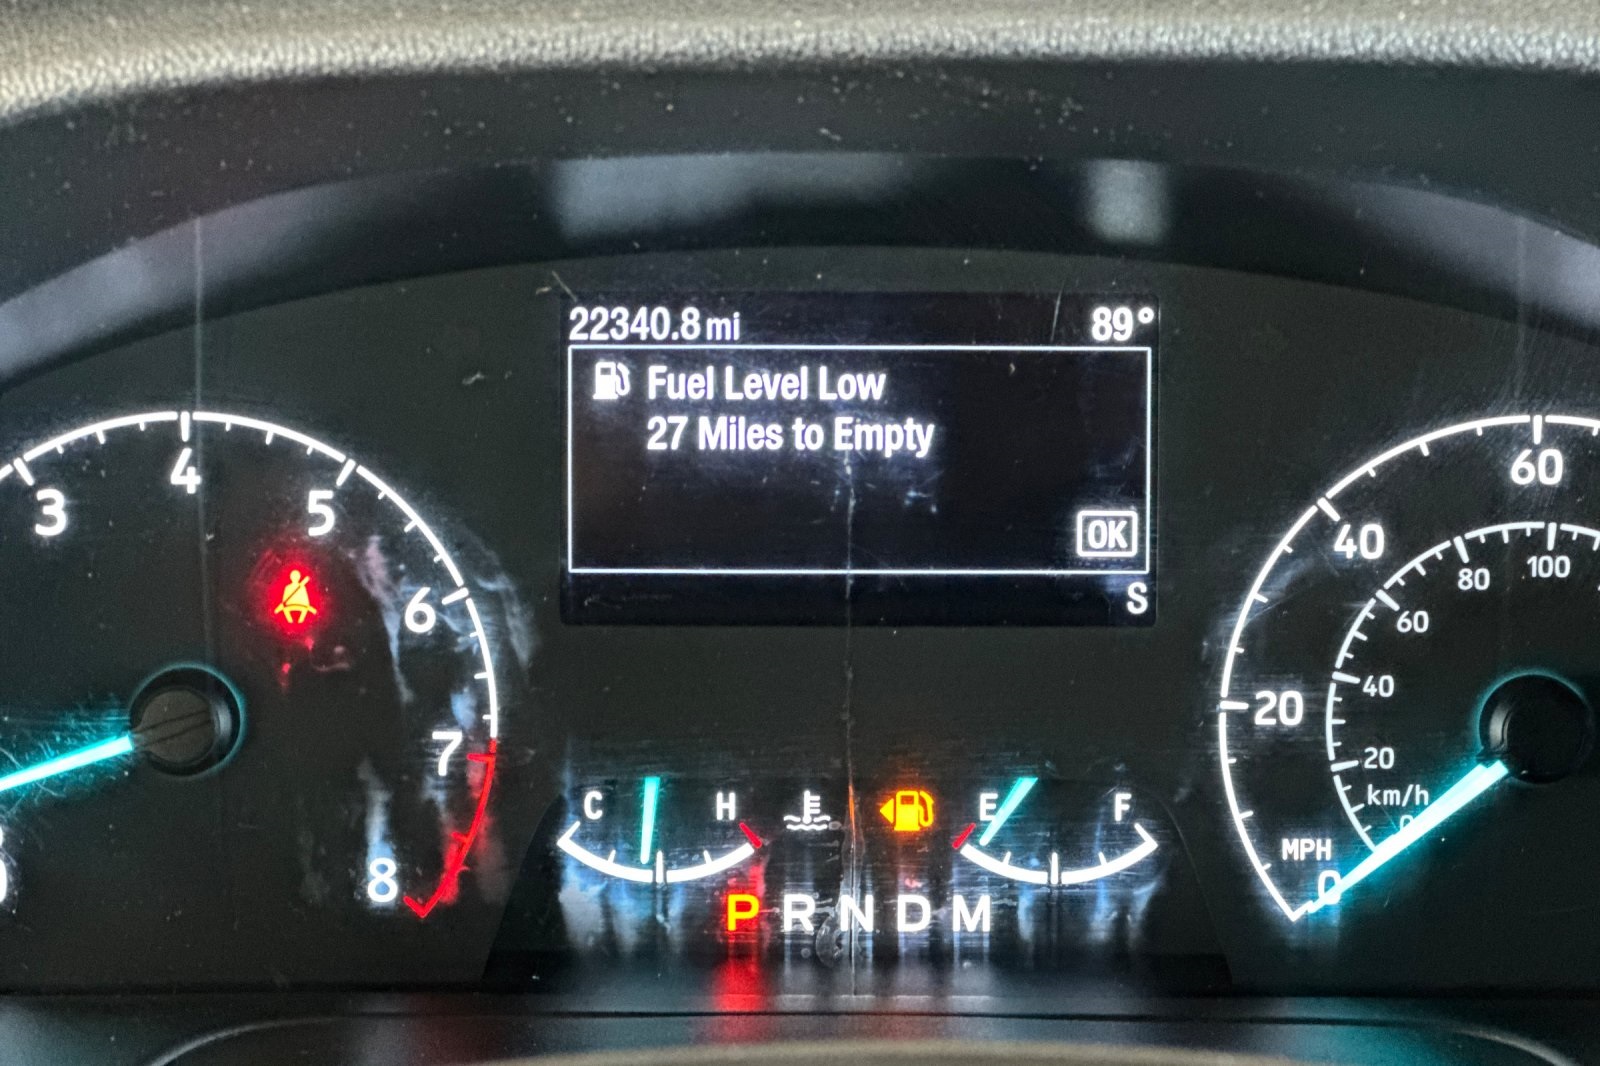 22340.8 mi 89°
Fuel Level Low
27 Miles to Empty
OK
S
3 4 5 6 7 8
C H
E F
P R N D M
0 20 40 60
MPH
20 40 60 80 100
km/h